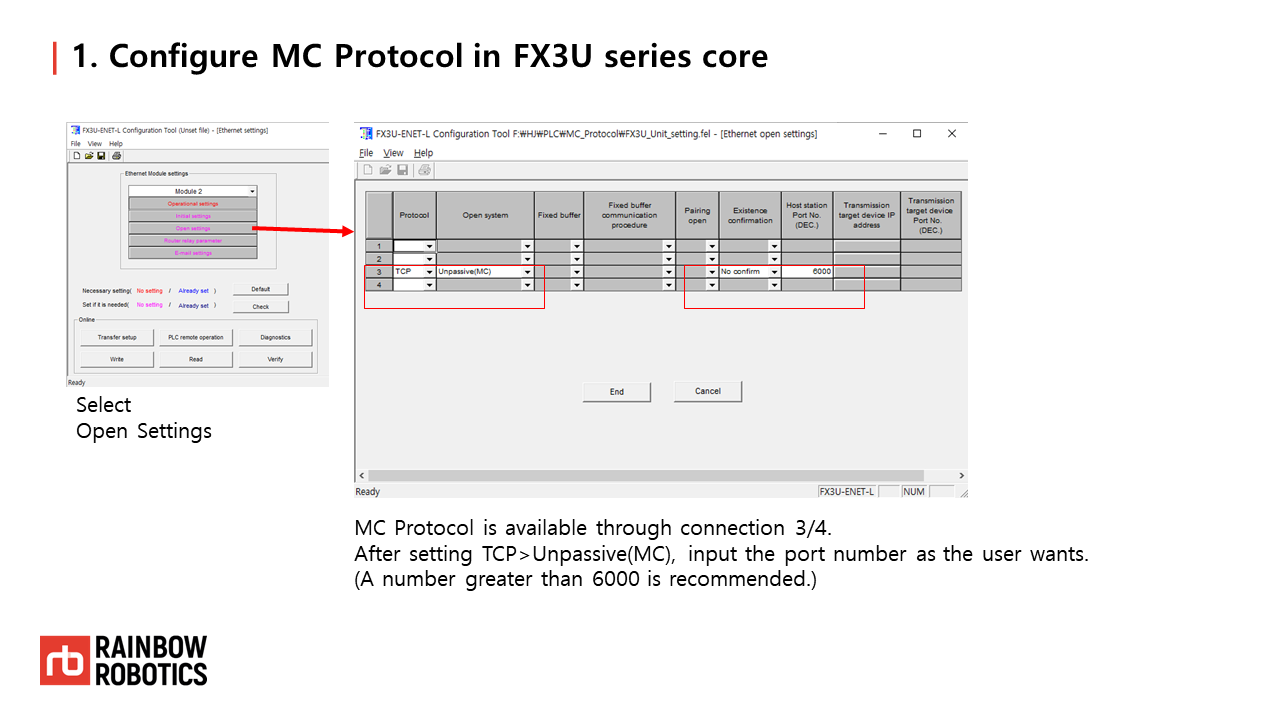 1. Configure MC Protocol in FX3U series core
FX3U-ENET-L Configuration Tool (Unset file) - [Ethernet settings]
File View Help
Ethernet Module settings
Module 2
Operational settings
Initial settings
Open settings
Router relay parameter
E-mail settings
Necessary setting( No setting / Already set ) Default
Set if it is needed( No setting / Already set ) Check
Online
Transfer setup PLC remote operation Diagnostics
Write Read Verify
Ready
Select
Open Settings
FX3U-ENET-L Configuration Tool F:₩HJ₩PLC₩MC_Protocol₩FX3U_Unit_setting.fel - [Ethernet open settings]
File View Help
Protocol Open system Fixed buffer Fixed buffer communication procedure Pairing open Existence confirmation Host station Port No. (DEC.) Transmission target device IP address Transmission target device Port No. (DEC.)
1
2
3 TCP Unpassive(MC) No confirm 6000
4
End Cancel
Ready FX3U-ENET-L NUM
MC Protocol is available through connection 3/4.
After setting TCP>Unpassive(MC), input the port number as the user wants.
(A number greater than 6000 is recommended.)
rb RAINBOW
ROBOTICS